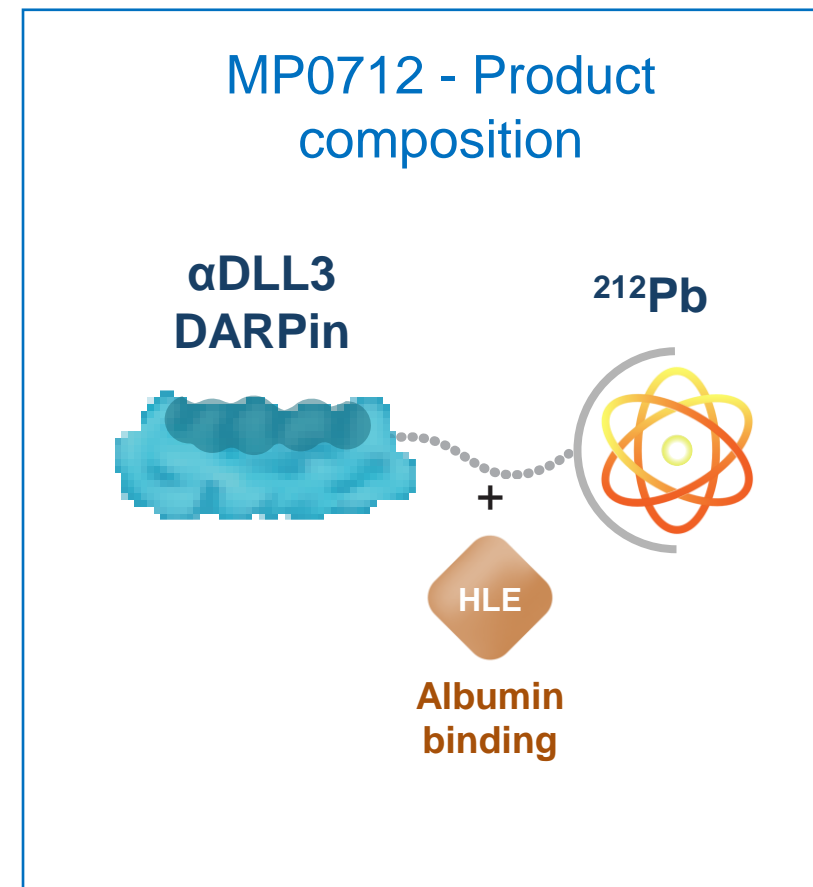 MP0712 - Product
composition
αDLL3
DARPin
²¹²Pb
+
HLE
Albumin
binding